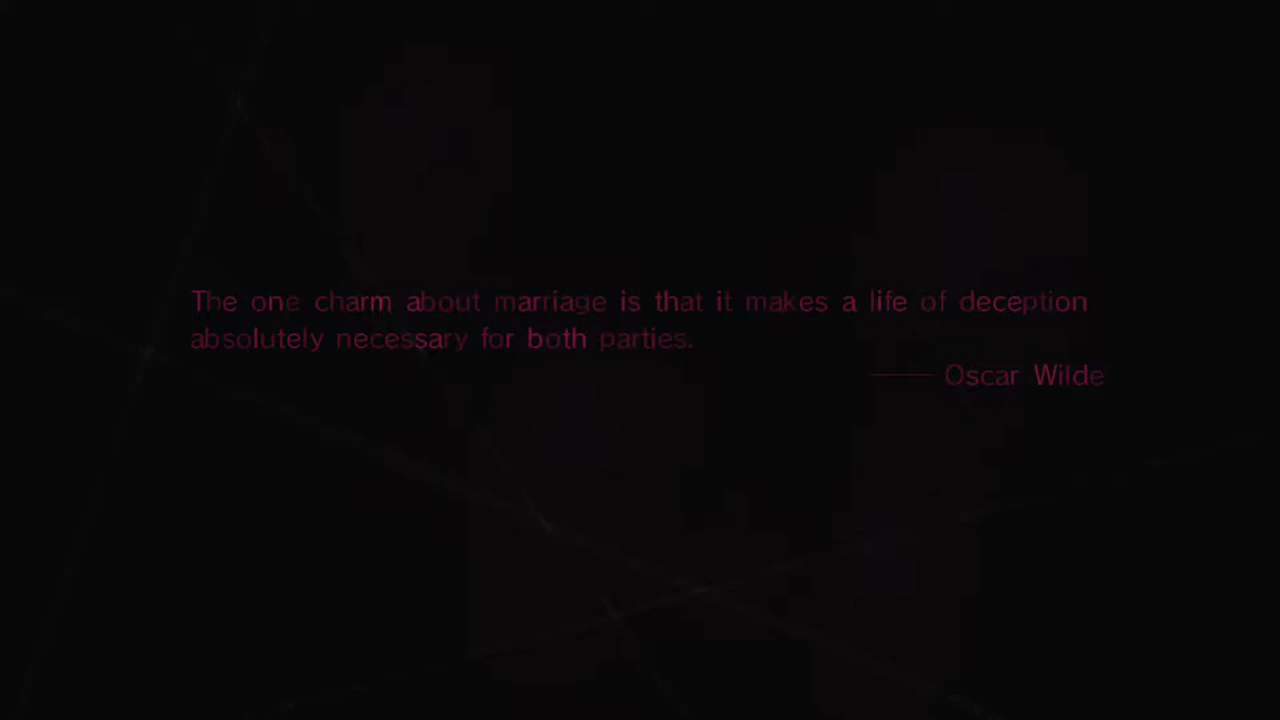 The one charm about marriage is that it makes a life of deception
absolutely necessary for both parties.
—— Oscar Wilde